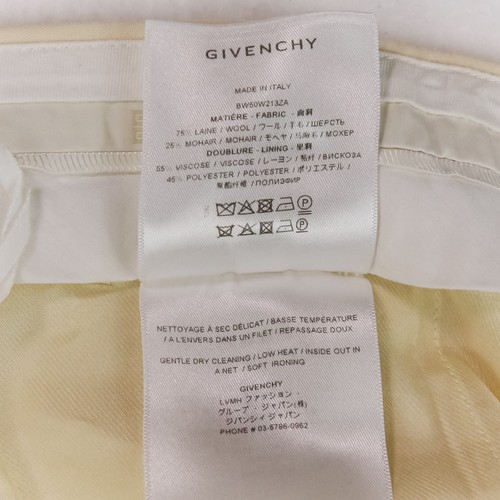 GIVENCHY
MADE IN ITALY
BW50W213ZA
MATIÈRE - FABRIC - 面料
75% LAINE / WOOL / ウール / 羊毛 / ШЕРСТЬ
25% MOHAIR / MOHAIR / モヘヤ / 马海毛 / МОХЕР
DOUBLURE - LINING - 里料
55% VISCOSE / VISCOSE / レーヨン / 粘纤 / ВИСКОЗА
45% POLYESTER / POLYESTER / ポリエステル /
聚酯纤维 / ПОЛИЭФИР
NETTOYAGE À SEC DÉLICAT / BASSE TEMPÉRATURE
/ A L'ENVERS DANS UN FILET / REPASSAGE DOUX
GENTLE DRY CLEANING / LOW HEAT / INSIDE OUT IN
A NET / SOFT IRONING
GIVENCHY
LVMH ファッション・
グループ・ジャパン(株)
ジバンシィ ジャパン
PHONE # 03-5786-0962